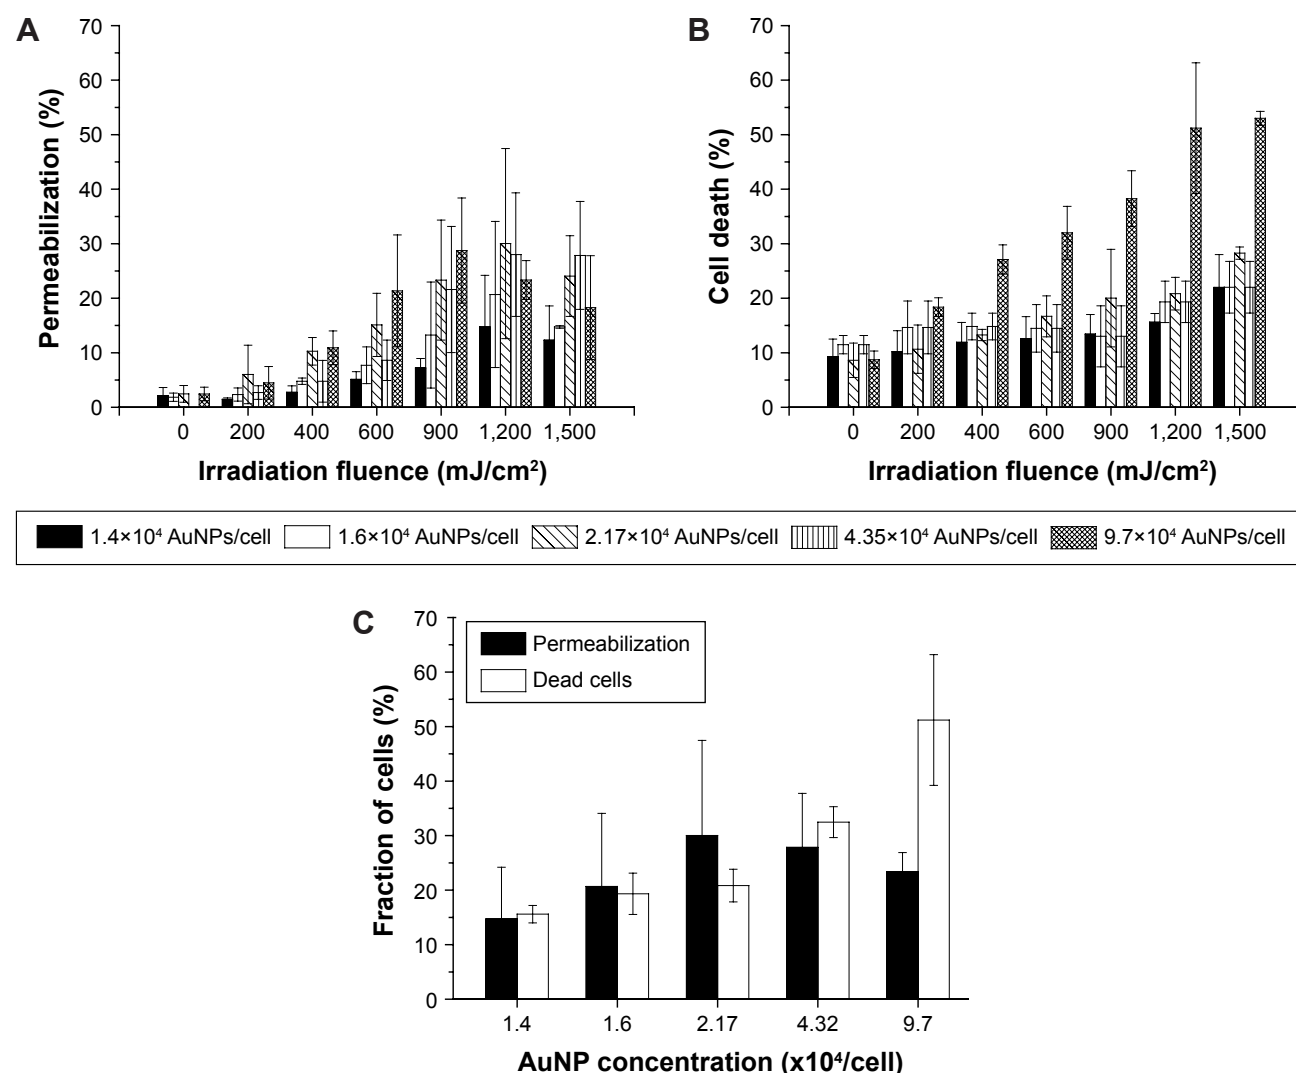 A
B
70
60
50
40
30
20
10
0
Permeabilization (%)
0 200 400 600 900 1,200 1,500
Irradiation fluence (mJ/cm²)
70
60
50
40
30
20
10
0
Cell death (%)
0 200 400 600 900 1,200 1,500
Irradiation fluence (mJ/cm²)
1.4×10⁴ AuNPs/cell 1.6×10⁴ AuNPs/cell 2.17×10⁴ AuNPs/cell 4.35×10⁴ AuNPs/cell 9.7×10⁴ AuNPs/cell
C
70
60
50
40
30
20
10
0
Fraction of cells (%)
Permeabilization
Dead cells
1.4 1.6 2.17 4.32 9.7
AuNP concentration (x10⁴/cell)